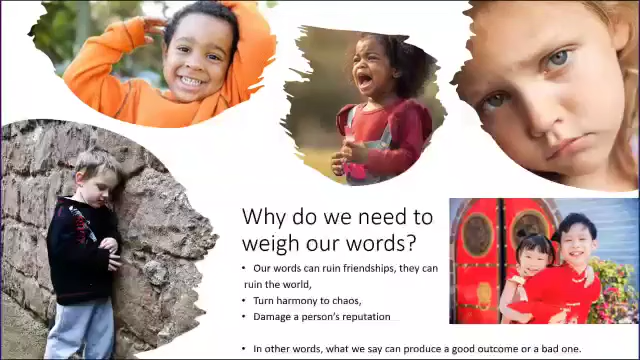 Why do we need to
weigh our words?
• Our words can ruin friendships, they can
ruin the world,
• Turn harmony to chaos,
• Damage a person's reputation
• In other words, what we say can produce a good outcome or a bad one.